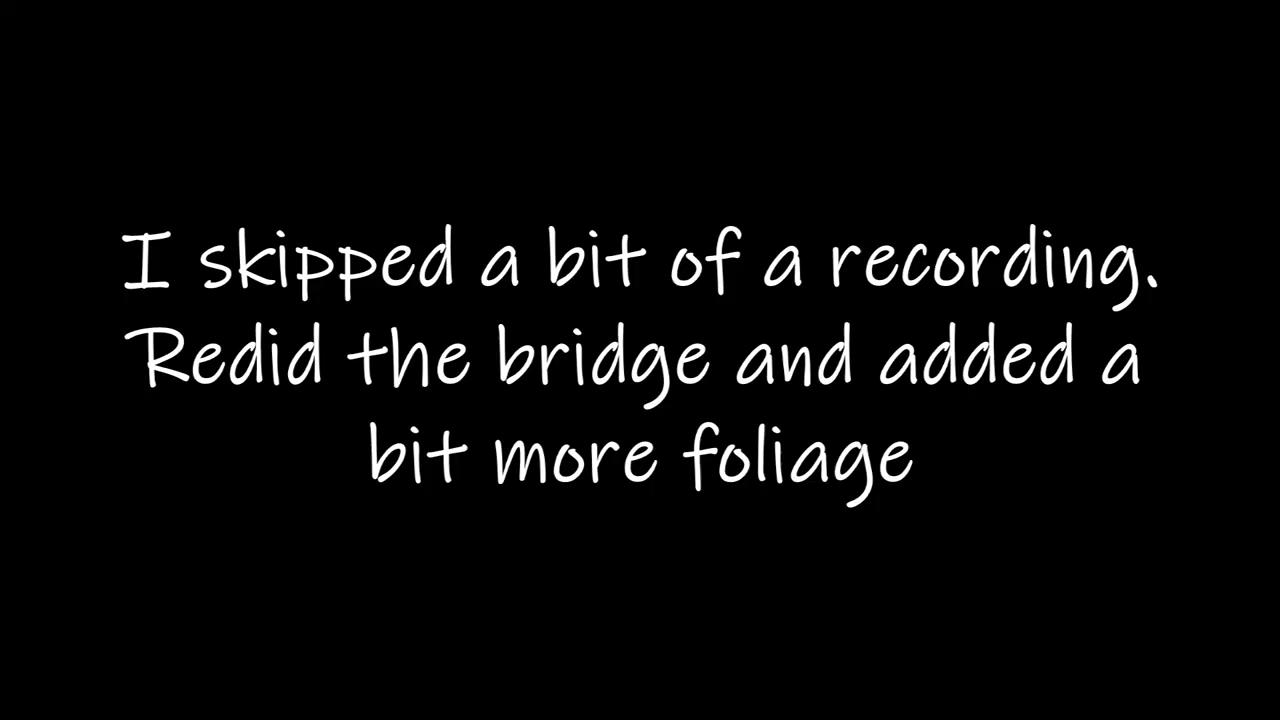 I skipped a bit of a recording.
Redid the bridge and added a
bit more foliage